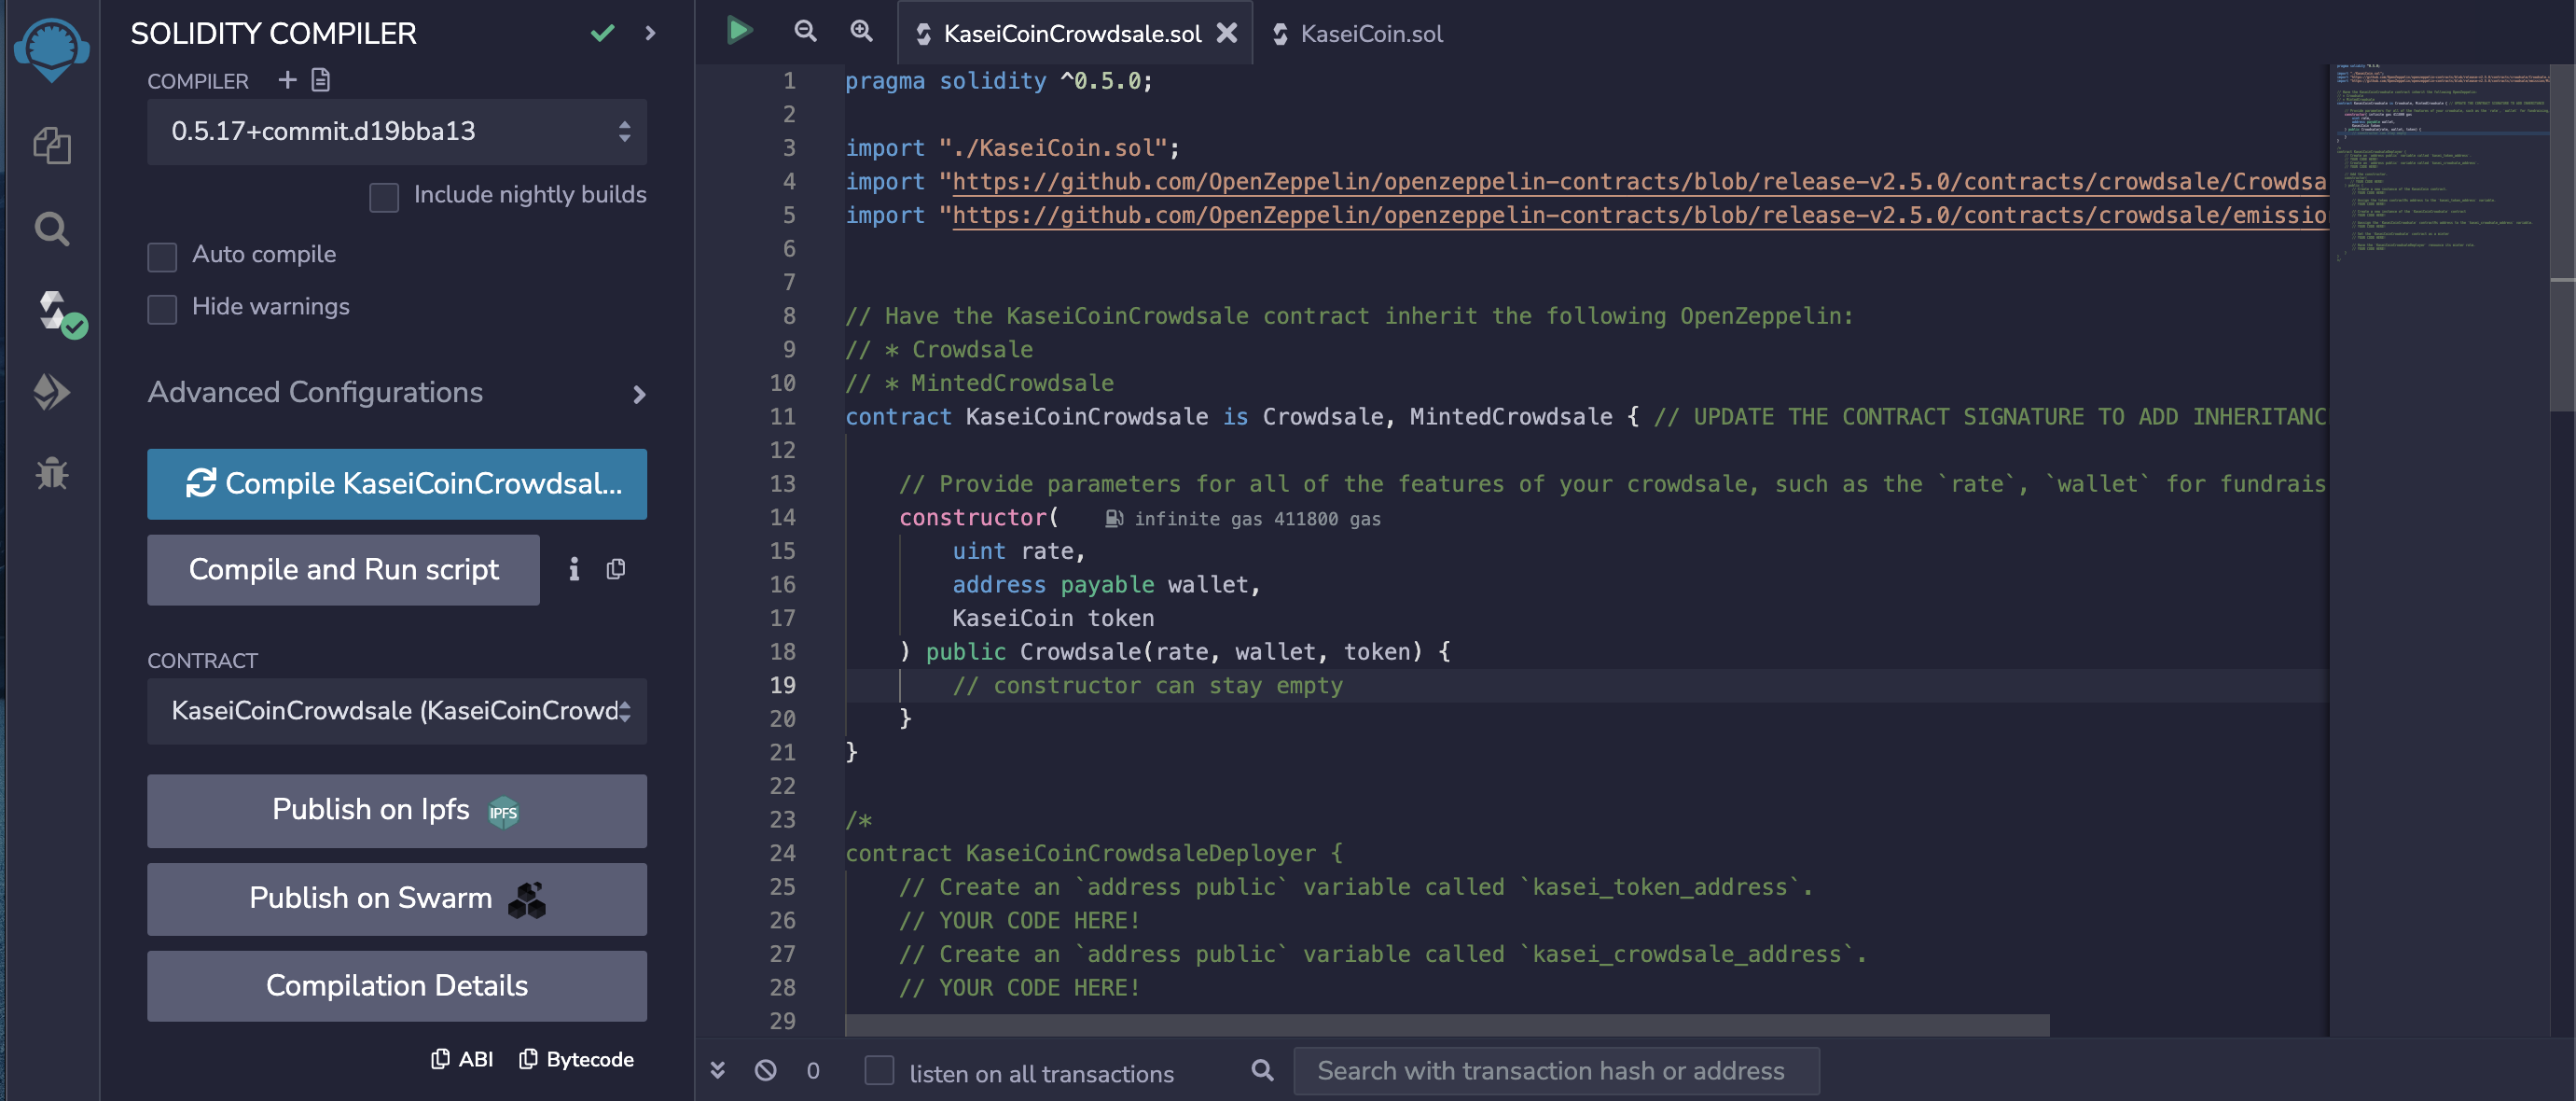 SOLIDITY COMPILER
COMPILER
0.5.17+commit.d19bba13
Include nightly builds
Auto compile
Hide warnings
Advanced Configurations
Compile KaseiCoinCrowdsal...
Compile and Run script
CONTRACT
KaseiCoinCrowdsale (KaseiCoinCrowd
Publish on Ipfs
IPFS
Publish on Swarm
Compilation Details
ABI Bytecode
KaseiCoinCrowdsale.sol KaseiCoin.sol
1 pragma solidity ^0.5.0;
2
3 import "./KaseiCoin.sol";
4 import "https://github.com/OpenZeppelin/openzeppelin-contracts/blob/release-v2.5.0/contracts/crowdsale/Crowdsa
5 import "https://github.com/OpenZeppelin/openzeppelin-contracts/blob/release-v2.5.0/contracts/crowdsale/emissio
6
7
8 // Have the KaseiCoinCrowdsale contract inherit the following OpenZeppelin:
9 // * Crowdsale
10 // * MintedCrowdsale
11 contract KaseiCoinCrowdsale is Crowdsale, MintedCrowdsale { // UPDATE THE CONTRACT SIGNATURE TO ADD INHERITANC
12
13 // Provide parameters for all of the features of your crowdsale, such as the `rate`, `wallet` for fundrais
14 constructor( infinite gas 411800 gas
15 uint rate,
16 address payable wallet,
17 KaseiCoin token
18 ) public Crowdsale(rate, wallet, token) {
19 // constructor can stay empty
20 }
21 }
22
23 /*
24 contract KaseiCoinCrowdsaleDeployer {
25 // Create an `address public` variable called `kasei_token_address`.
26 // YOUR CODE HERE!
27 // Create an `address public` variable called `kasei_crowdsale_address`.
28 // YOUR CODE HERE!
29
0 listen on all transactions Search with transaction hash or address